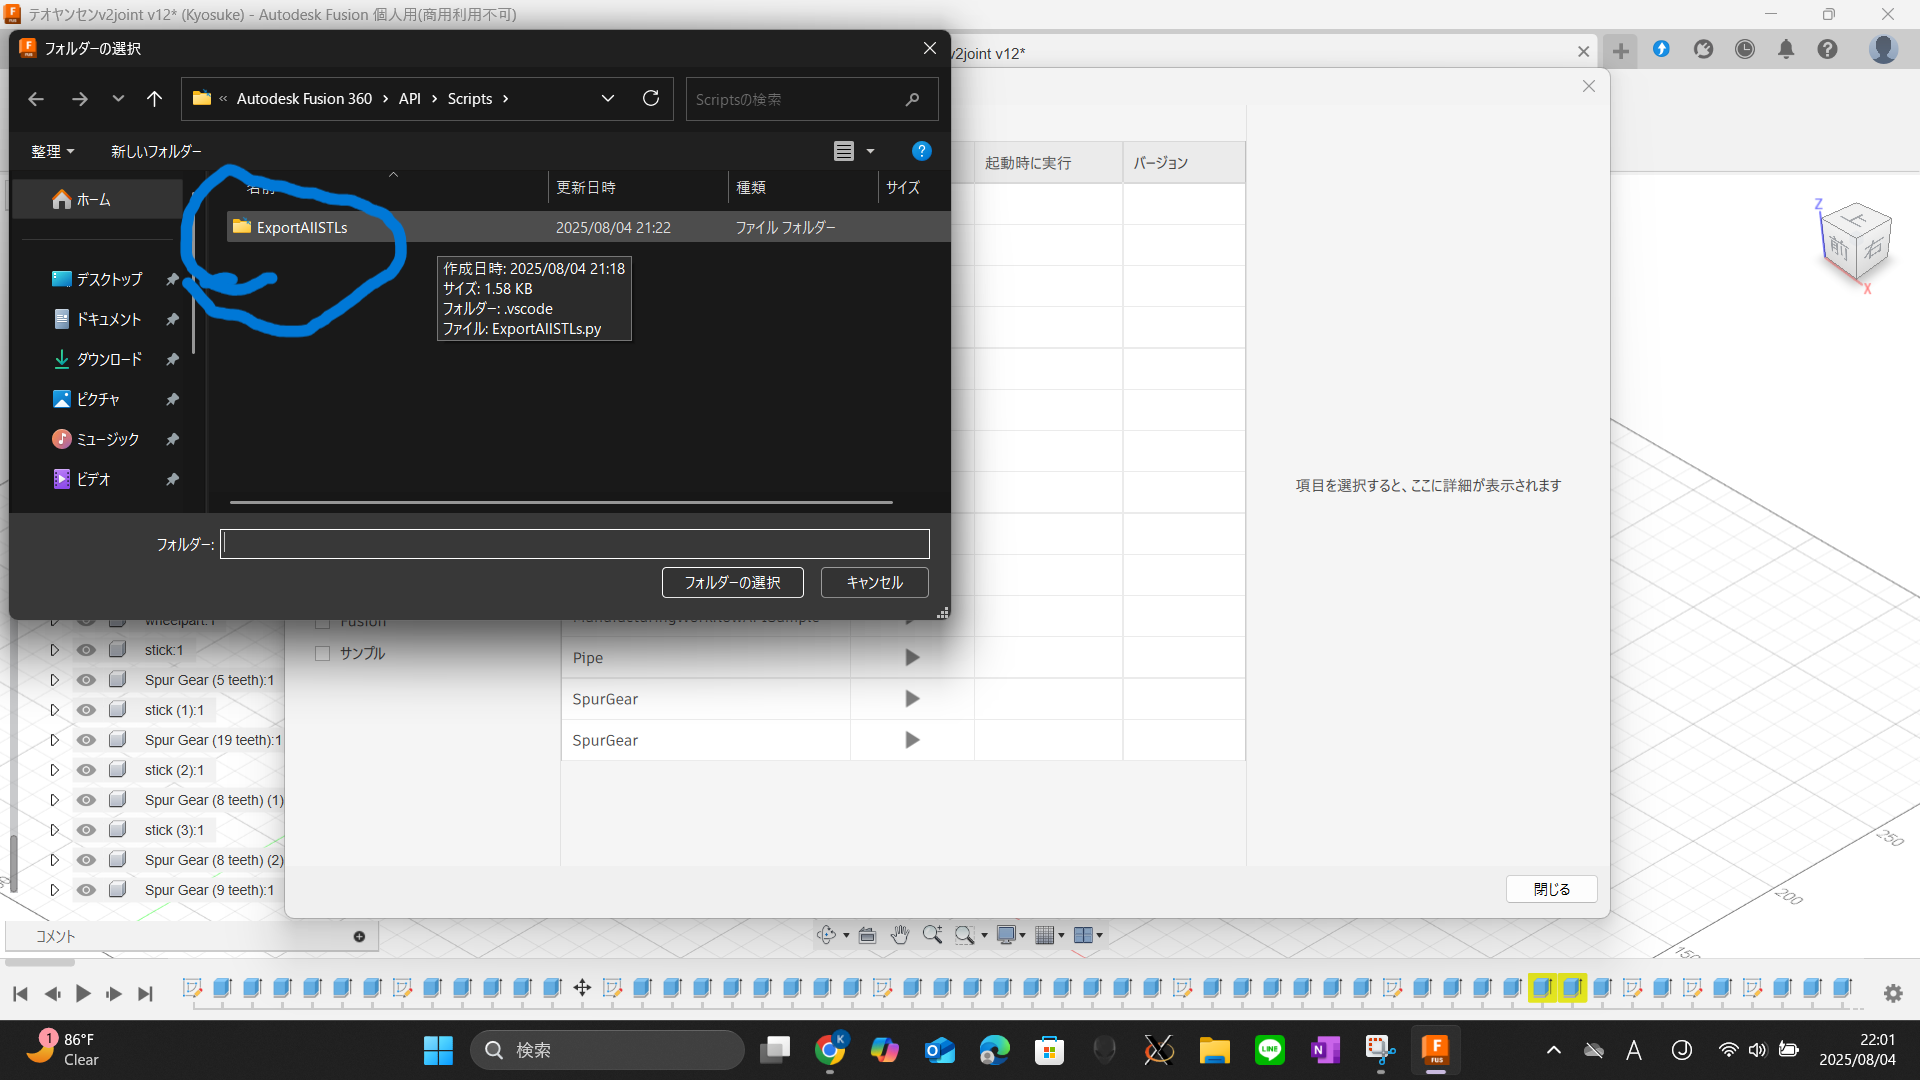 テオヤンセンv2joint v12* (Kyosuke) - Autodesk Fusion 個人用(商用利用不可)
フォルダーの選択
v2joint v12*
« Autodesk Fusion 360 › API › Scripts ›
Scriptsの検索
整理
新しいフォルダー
起動時に実行
バージョン
ホーム
更新日時
種類
サイズ
ExportAllSTLs
2025/08/04 21:22
ファイル フォルダー
作成日時: 2025/08/04 21:18
サイズ: 1.58 KB
フォルダー: .vscode
ファイル: ExportAllSTLs.py
デスクトップ
ドキュメント
ダウンロード
ピクチャ
ミュージック
ビデオ
Z
上
前
右
X
項目を選択すると、ここに詳細が表示されます
フォルダー:
フォルダーの選択
キャンセル
wheelpart:1
Fusion
stick:1
サンプル
Pipe
Spur Gear (5 teeth):1
SpurGear
stick (1):1
Spur Gear (19 teeth):1
SpurGear
stick (2):1
Spur Gear (8 teeth) (1)
stick (3):1
Spur Gear (8 teeth) (2)
Spur Gear (9 teeth):1
閉じる
250
200
150
コメント
1
86°F
Clear
検索
K
LINE
N
F
FUS
A
J
22:01
2025/08/04